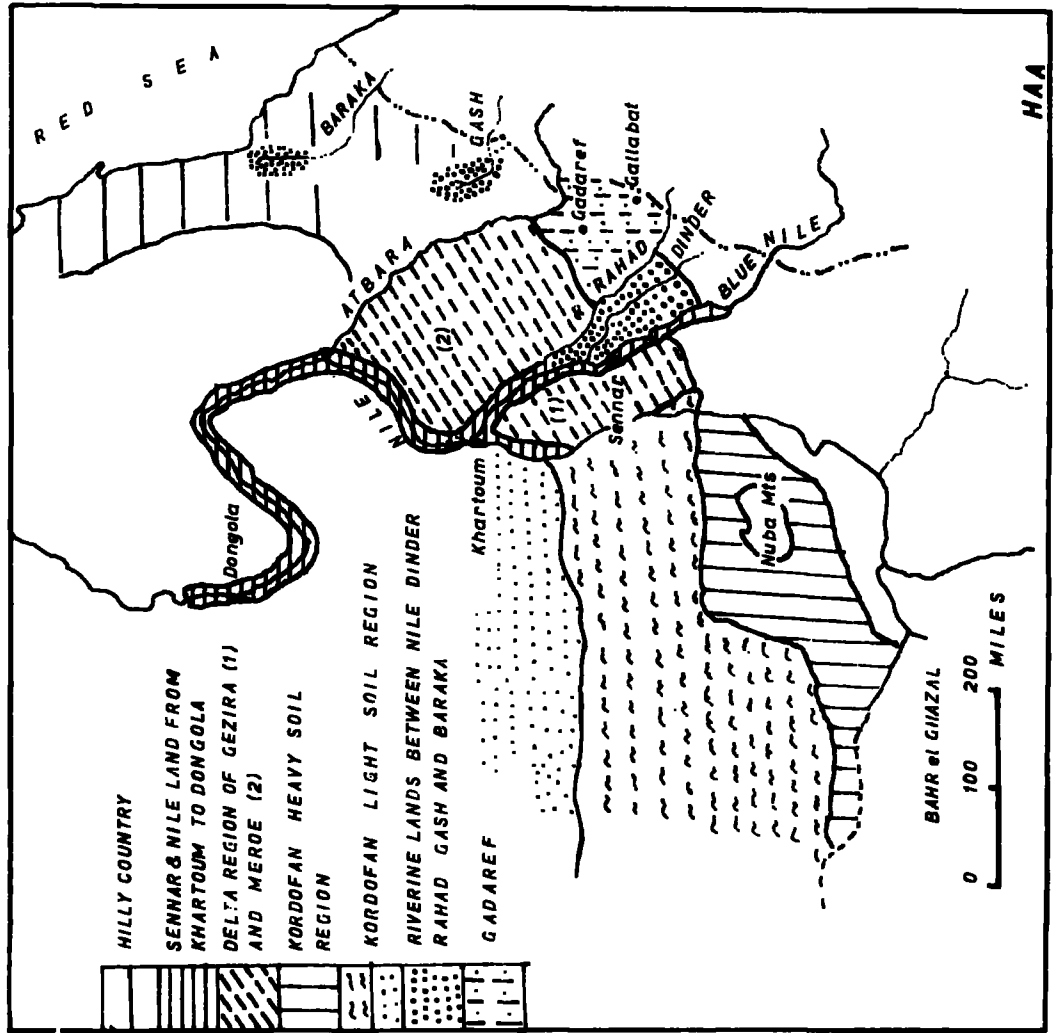 HILLY COUNTRY
SENNAR & NILE LAND FROM
KHARTOUM TO DONGOLA
DELTA REGION OF GEZIRA (1)
AND MEROE (2)
KORDOFAN HEAVY SOIL
REGION
KORDOFAN LIGHT SOIL REGION
RIVERINE LANDS BETWEEN NILE DINDER
RAHAD GASH AND BARAKA
GADAREF
RED SEA
BARAKA
GASH
ATBARA
NILE
Dongola
(2)
Gadaref
Gallabat
R RAHAD
DINDER
BLUE NILE
Khartoum
(1)
Sennar
Nuba Mts
BAHR el GHAZAL
0 100 200
MILES
HAA